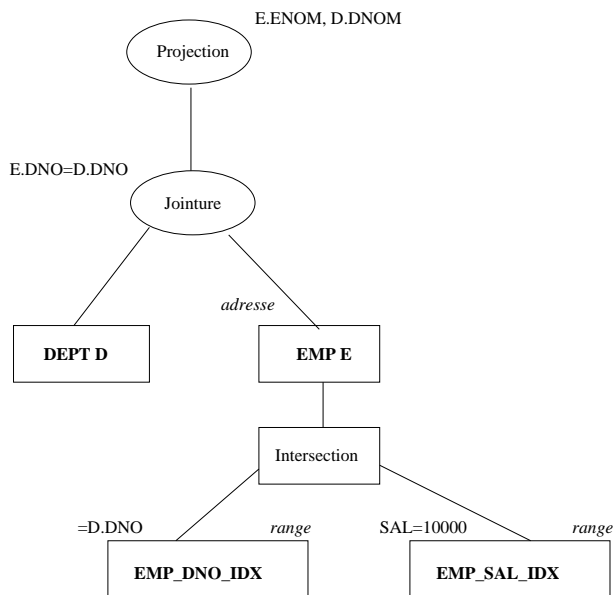 E.ENOM, D.DNOM
Projection
E.DNO=D.DNO
Jointure
adresse
DEPT D
EMP E
Intersection
=D.DNO
range
SAL=10000
range
EMP_DNO_IDX
EMP_SAL_IDX